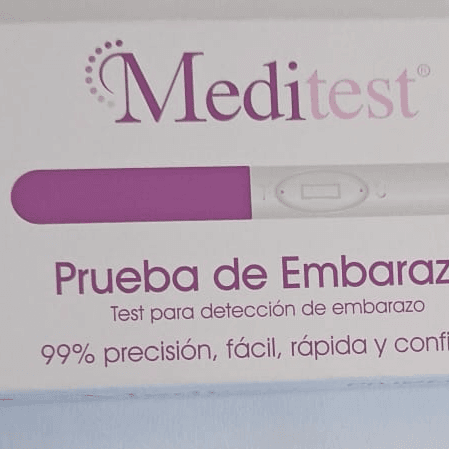 Meditest®
T C
Prueba de Embaraz
Test para detección de embarazo
99% precisión, fácil, rápida y confi